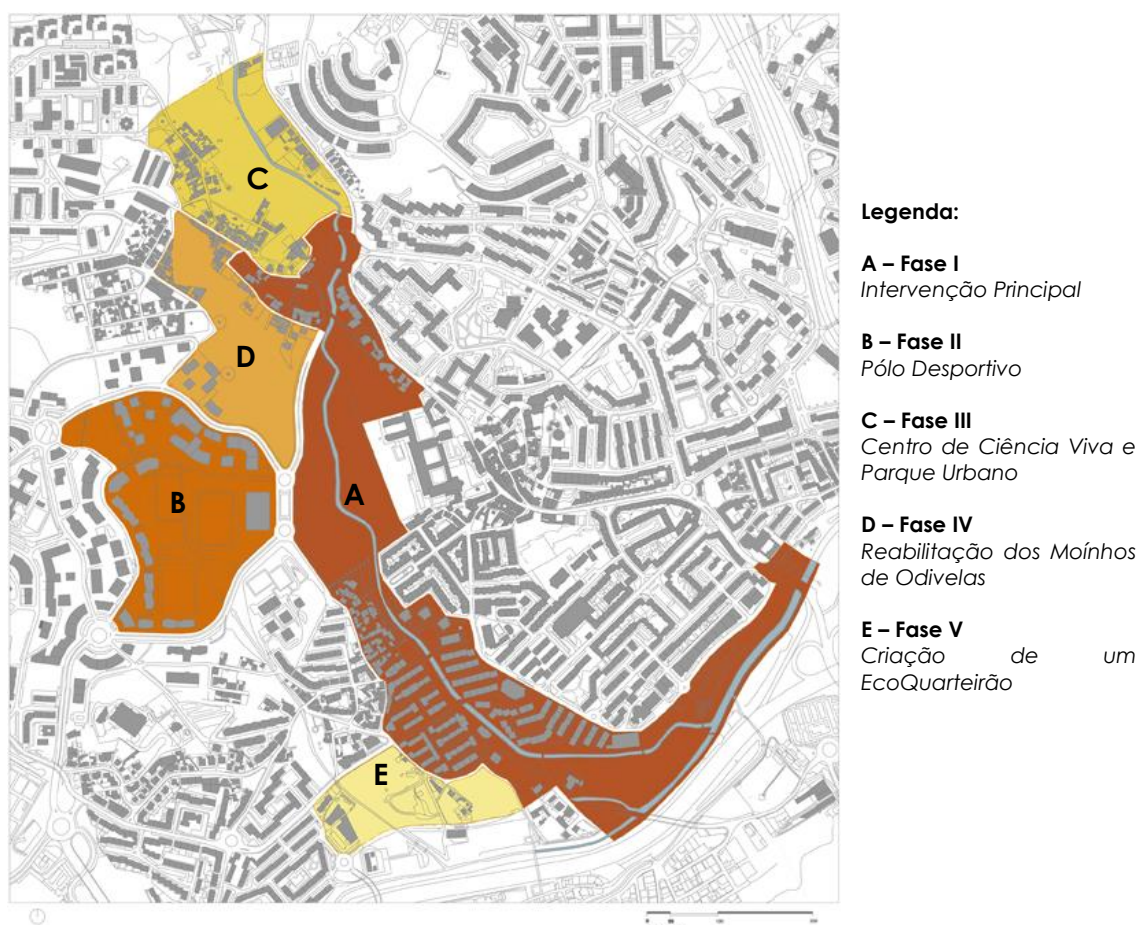 C
D
B
A
E
Legenda:
A – Fase I
Intervenção Principal
B – Fase II
Pólo Desportivo
C – Fase III
Centro de Ciência Viva e
Parque Urbano
D – Fase IV
Reabilitação dos Moínhos
de Odivelas
E – Fase V
Criação de um
EcoQuarteirão